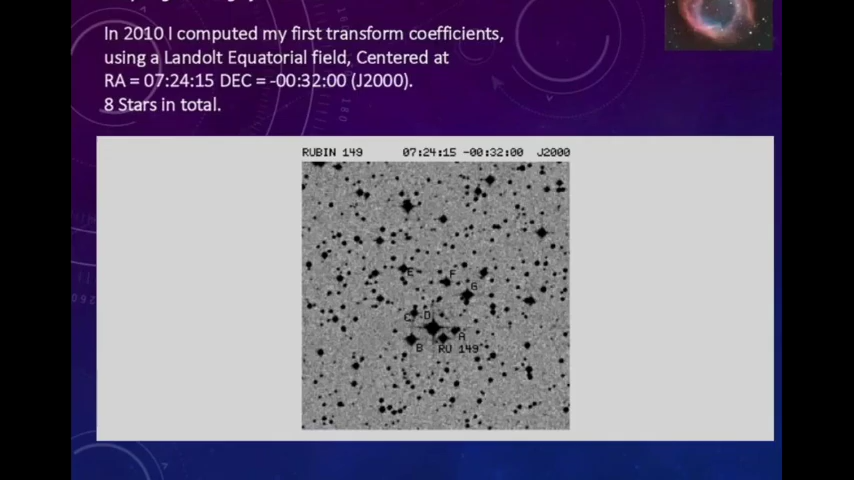 In 2010 I computed my first transform coefficients,
using a Landolt Equatorial field, Centered at
RA = 07:24:15 DEC = -00:32:00 (J2000).
8 Stars in total.
RUBIN 149 07:24:15 -00:32:00 J2000
E F
G
C D
A
B RU 149